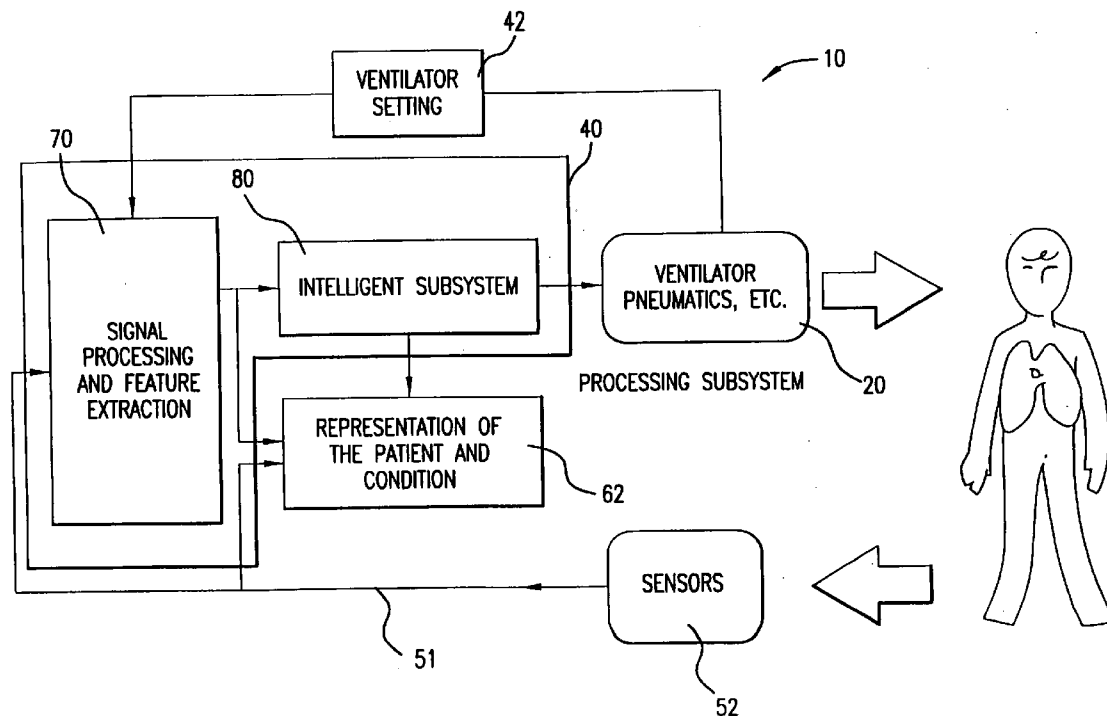 42
VENTILATOR
SETTING
10
70
80
40
SIGNAL
PROCESSING
AND FEATURE
EXTRACTION
INTELLIGENT SUBSYSTEM
VENTILATOR
PNEUMATICS, ETC.
20
PROCESSING SUBSYSTEM
REPRESENTATION OF
THE PATIENT AND
CONDITION
62
SENSORS
51
52